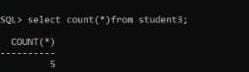 SQL> select count(*)from student3;
COUNT(*)
----------
5